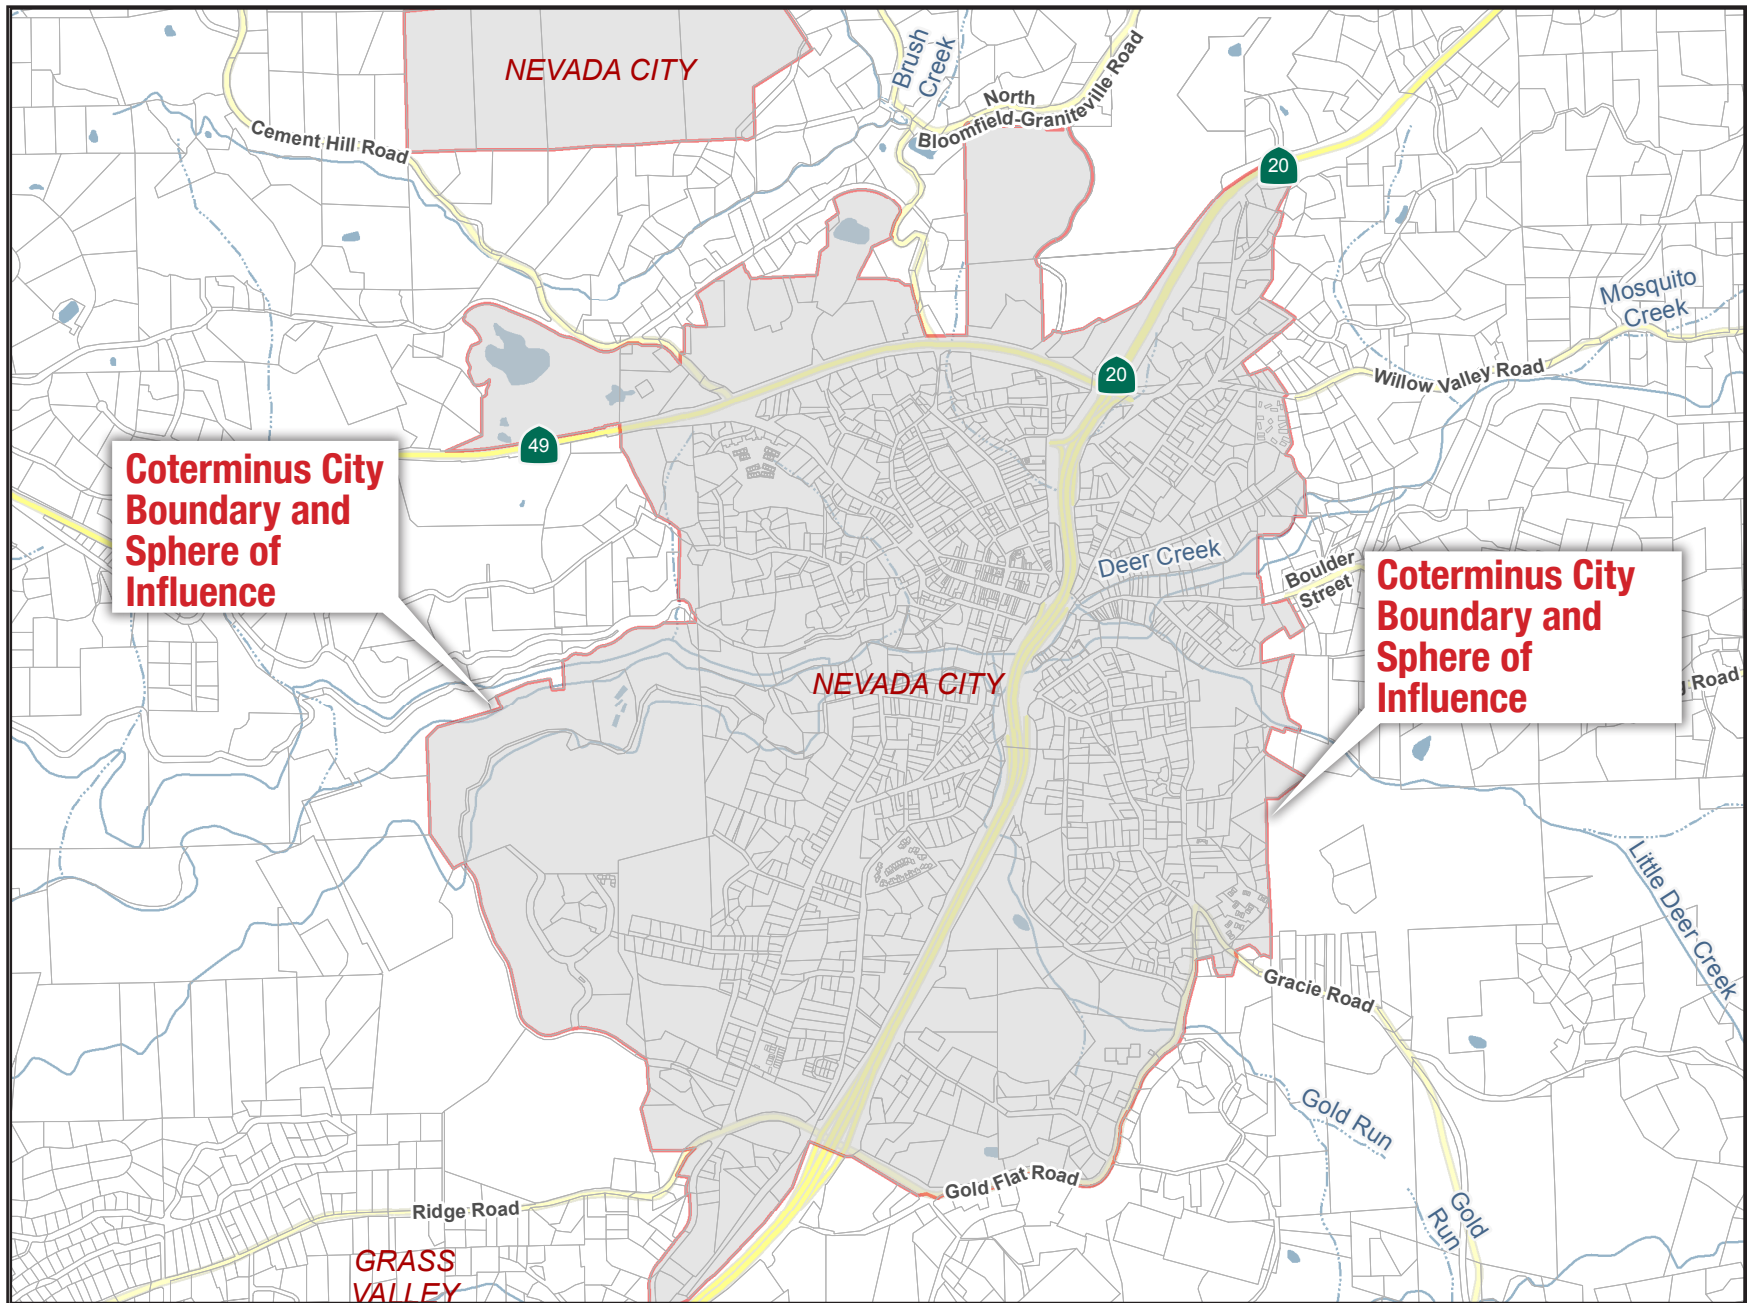 NEVADA CITY
Brush
Creek
North
Bloomfield-Graniteville Road
Cement Hill Road
20
Mosquito
Creek
20
Willow Valley Road
49
Coterminus City
Boundary and
Sphere of
Influence
Deer Creek
Boulder
Street
Coterminus City
Boundary and
Sphere of
Influence
Road
NEVADA CITY
Little Deer Creek
Gracie Road
Gold Run
Gold Flat Road
Ridge Road
Gold
Run
GRASS
VALLEY